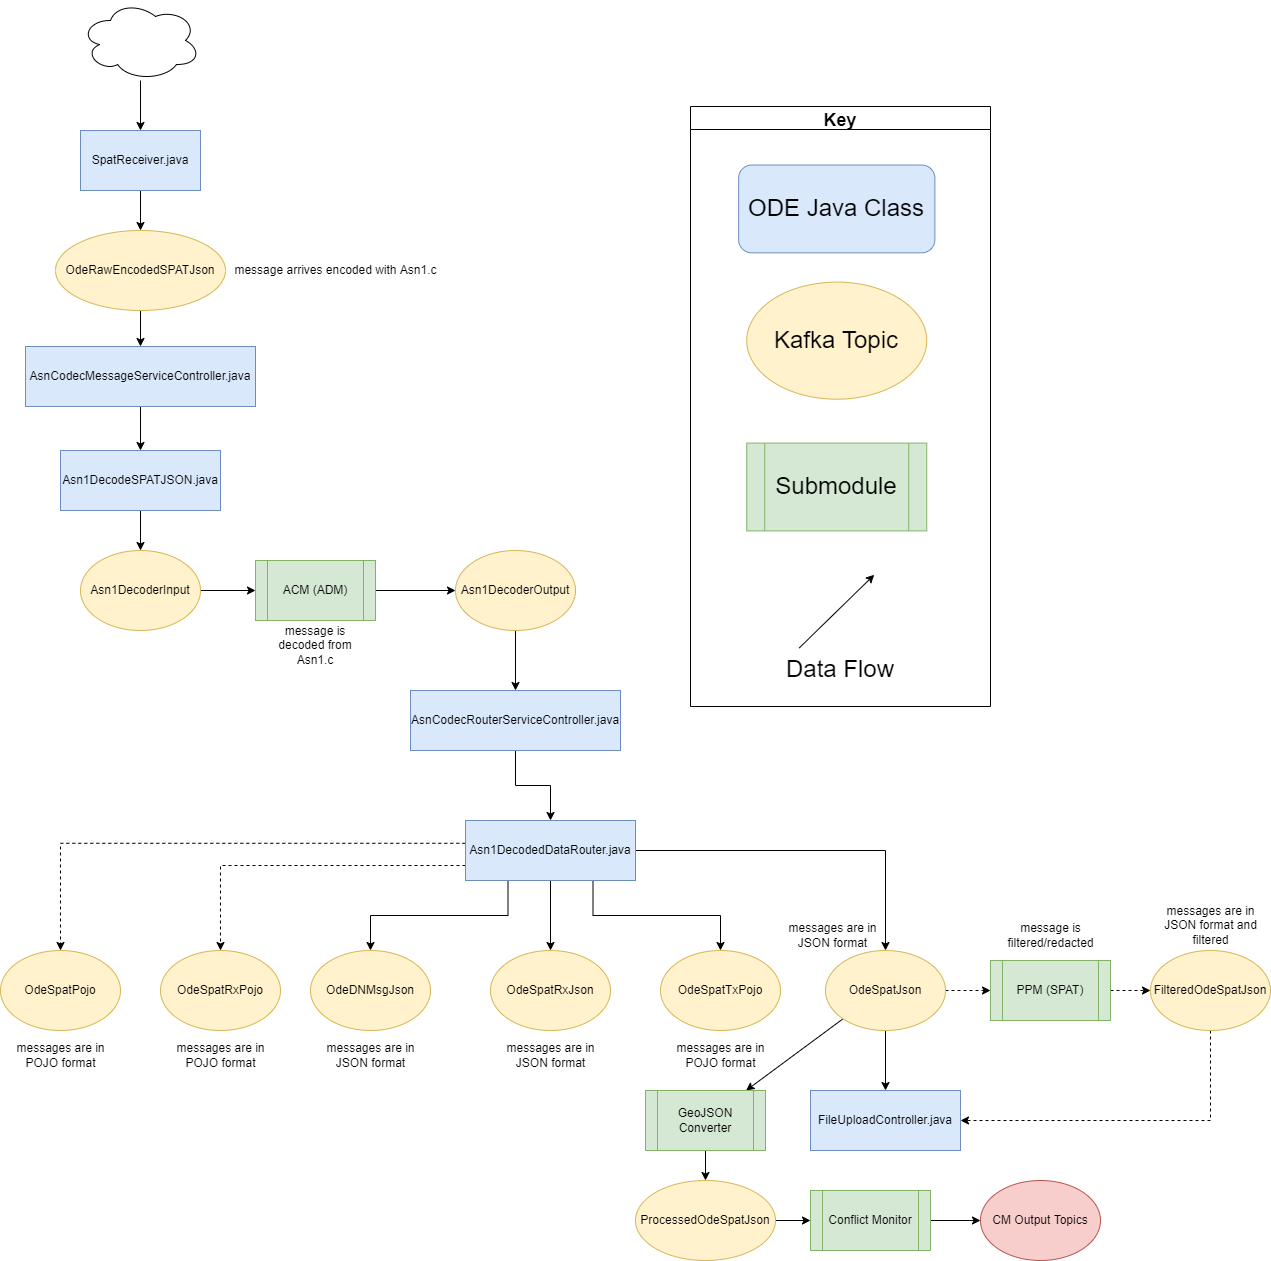 Key
SpatReceiver.java
ODE Java Class
OdeRawEncodedSPATJson
message arrives encoded with Asn1.c
Kafka Topic
AsnCodecMessageServiceController.java
Asn1DecodeSPATJSON.java
Submodule
Asn1DecoderInput
ACM (ADM)
Asn1DecoderOutput
message is
decoded from
Asn1.c
Data Flow
AsnCodecRouterServiceController.java
Asn1DecodedDataRouter.java
messages are in
JSON format
message is
filtered/redacted
messages are in
JSON format and
filtered
OdeSpatPojo
OdeSpatRxPojo
OdeDNMsgJson
OdeSpatRxJson
OdeSpatTxPojo
OdeSpatJson
PPM (SPAT)
FilteredOdeSpatJson
messages are in
POJO format
messages are in
POJO format
messages are in
JSON format
messages are in
JSON format
messages are in
POJO format
GeoJSON
Converter
FileUploadController.java
ProcessedOdeSpatJson
Conflict Monitor
CM Output Topics